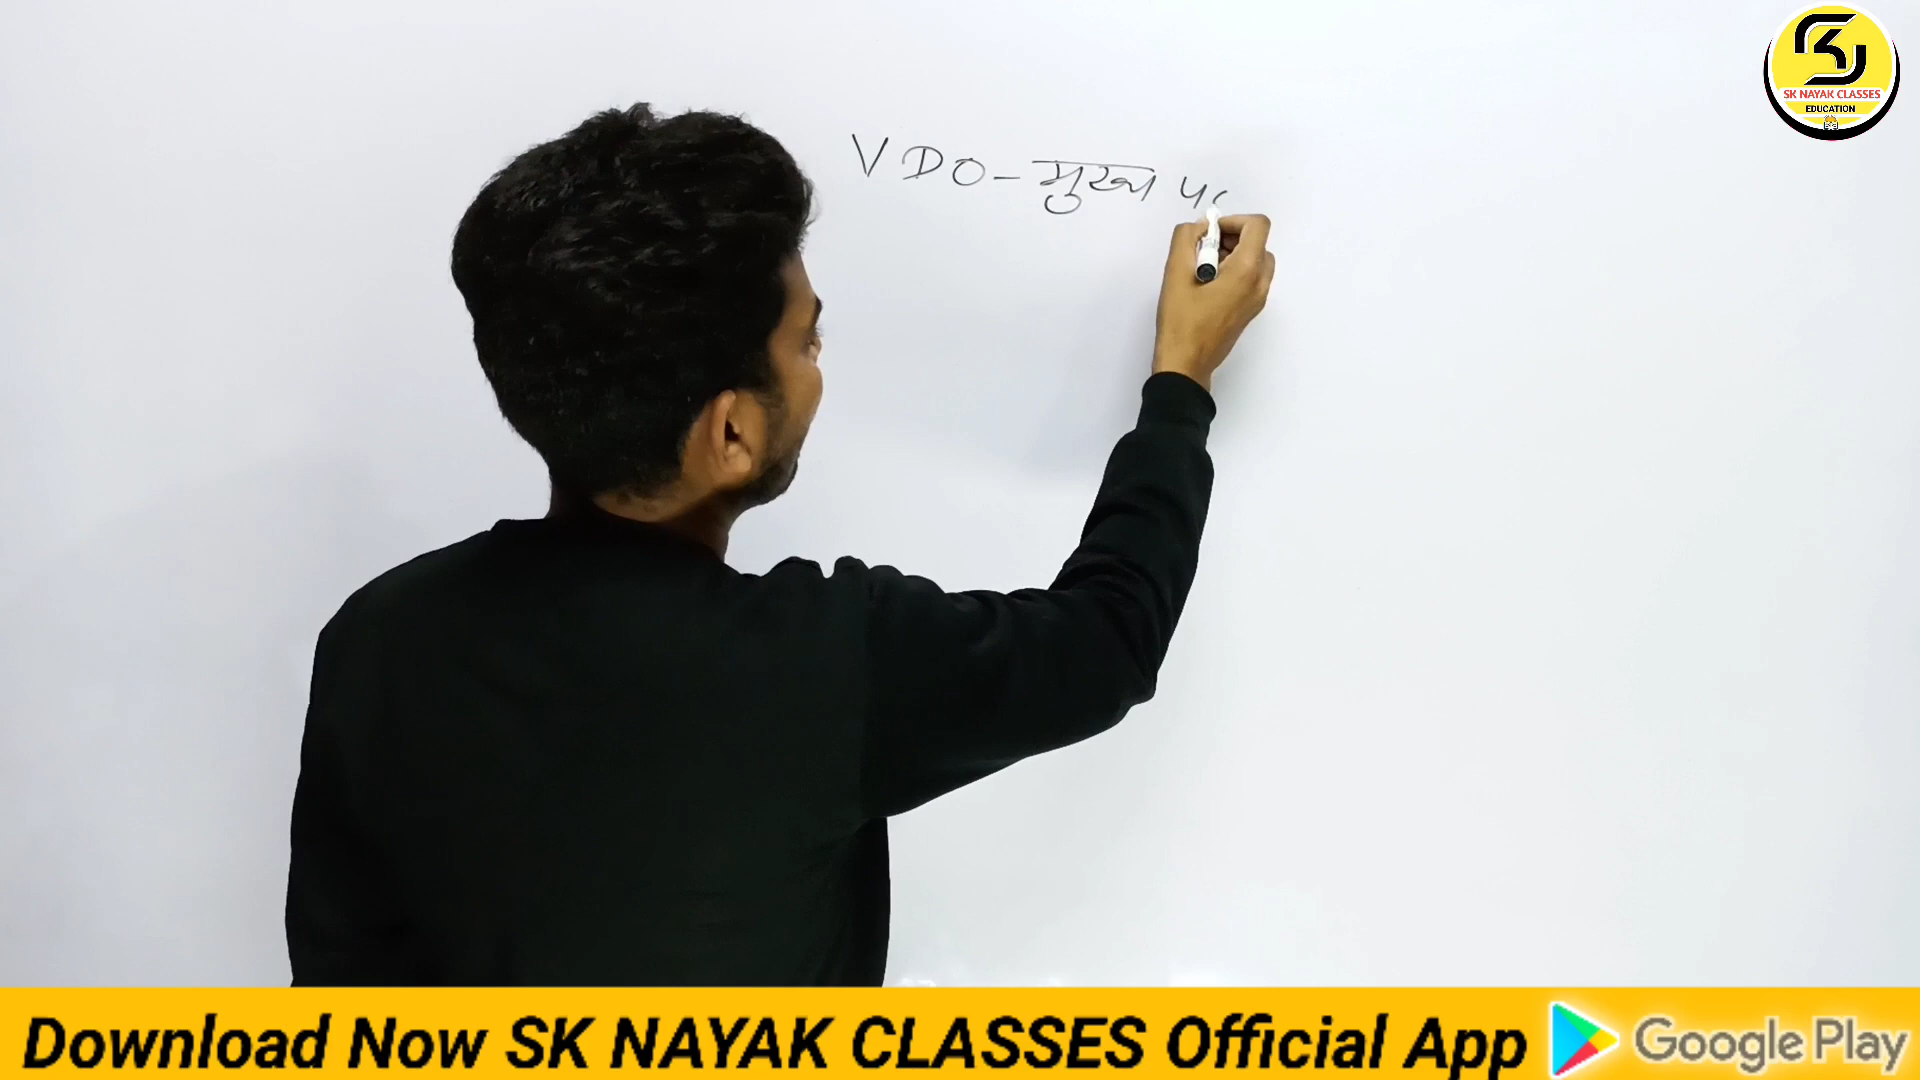 SK NAYAK CLASSES
EDUCATION
VDO - मुख्य
Download Now SK NAYAK CLASSES Official App Google Play